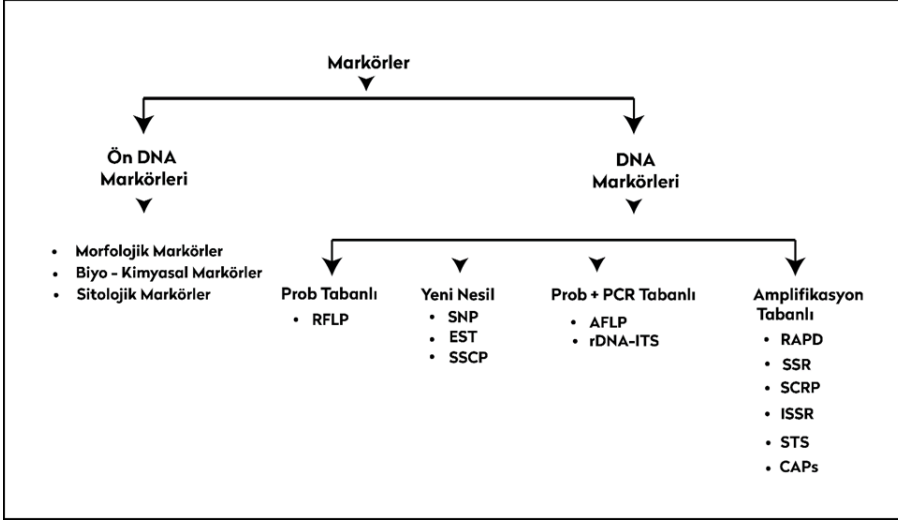 Markörler
Ön DNA
Markörleri
• Morfolojik Markörler
• Biyo - Kimyasal Markörler
• Sitolojik Markörler
DNA
Markörleri
Prob Tabanlı
• RFLP
Yeni Nesil
• SNP
• EST
• SSCP
Prob + PCR Tabanlı
• AFLP
• rDNA-ITS
Amplifikasyon
Tabanlı
• RAPD
• SSR
• SCRP
• ISSR
• STS
• CAPs